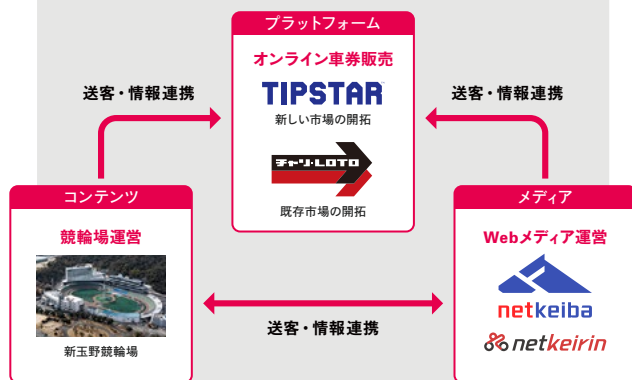 プラットフォーム
オンライン車券販売
TIPSTAR
新しい市場の開拓
チャリ・LOTO
既存市場の開拓
送客・情報連携
送客・情報連携
コンテンツ
競輪場運営
新玉野競輪場
メディア
Webメディア運営
netkeiba
netkeirin
送客・情報連携